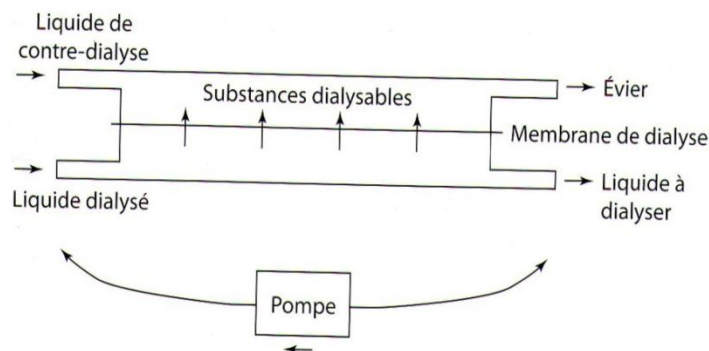 Liquide de
contre-dialyse
Substances dialysables
Évier
Membrane de dialyse
Liquide dialysé
Liquide à
dialyser
Pompe